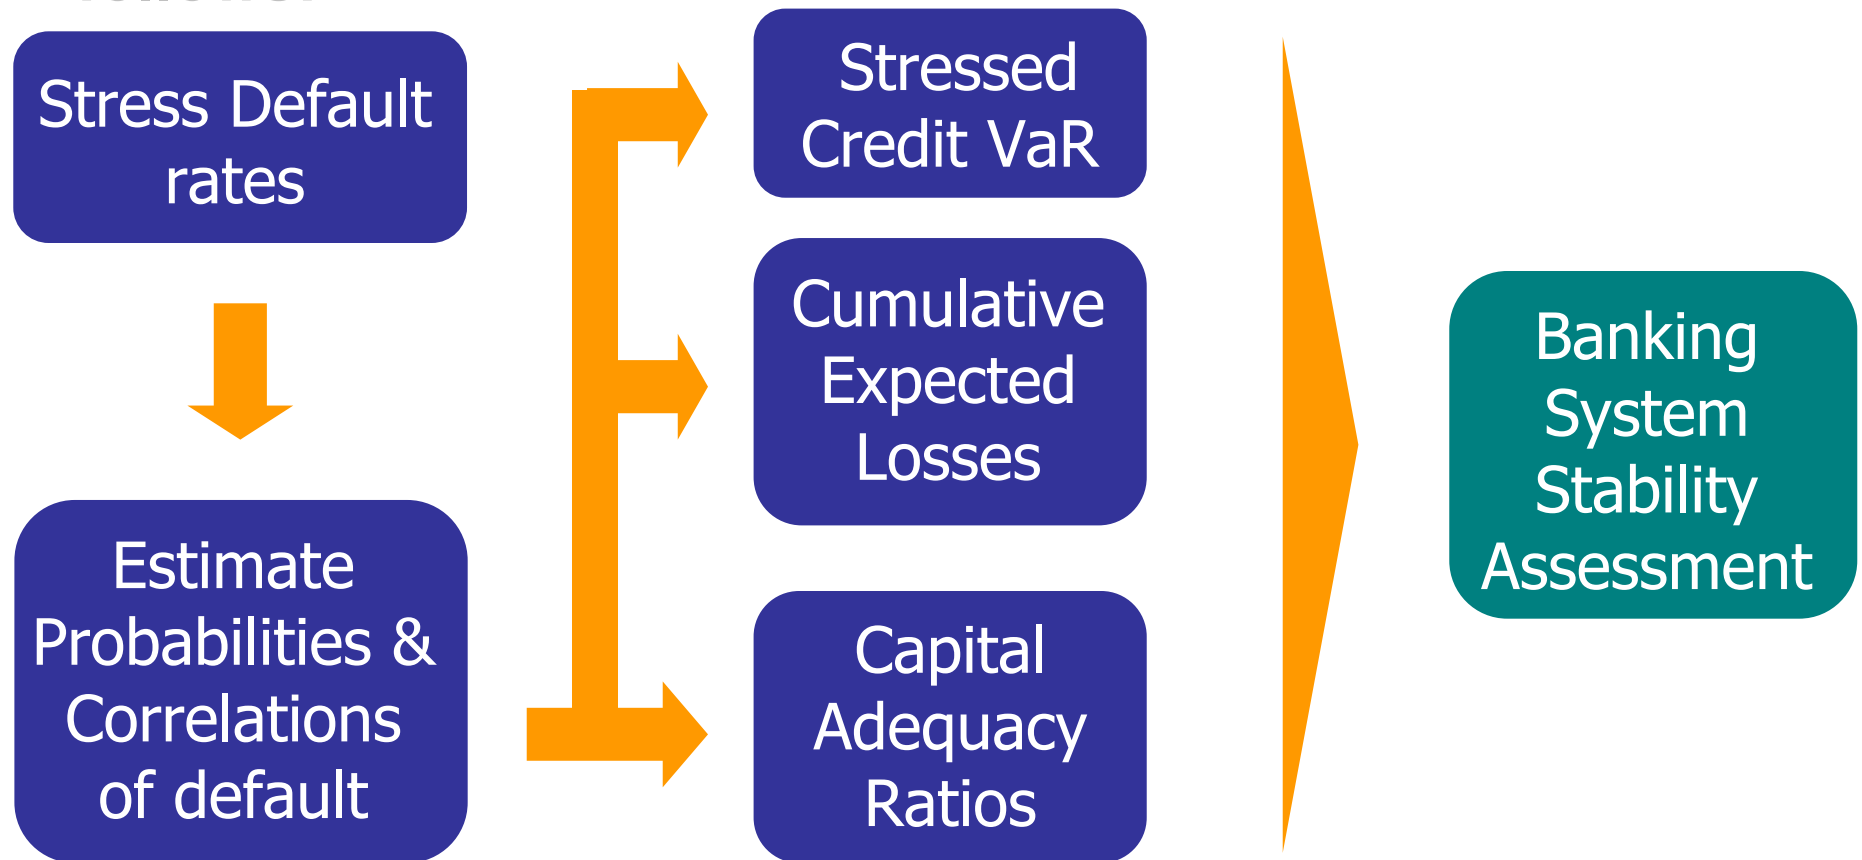 Stress Default
rates
Estimate
Probabilities &
Correlations
of default
Stressed
Credit VaR
Cumulative
Expected
Losses
Capital
Adequacy
Ratios
Banking
System
Stability
Assessment